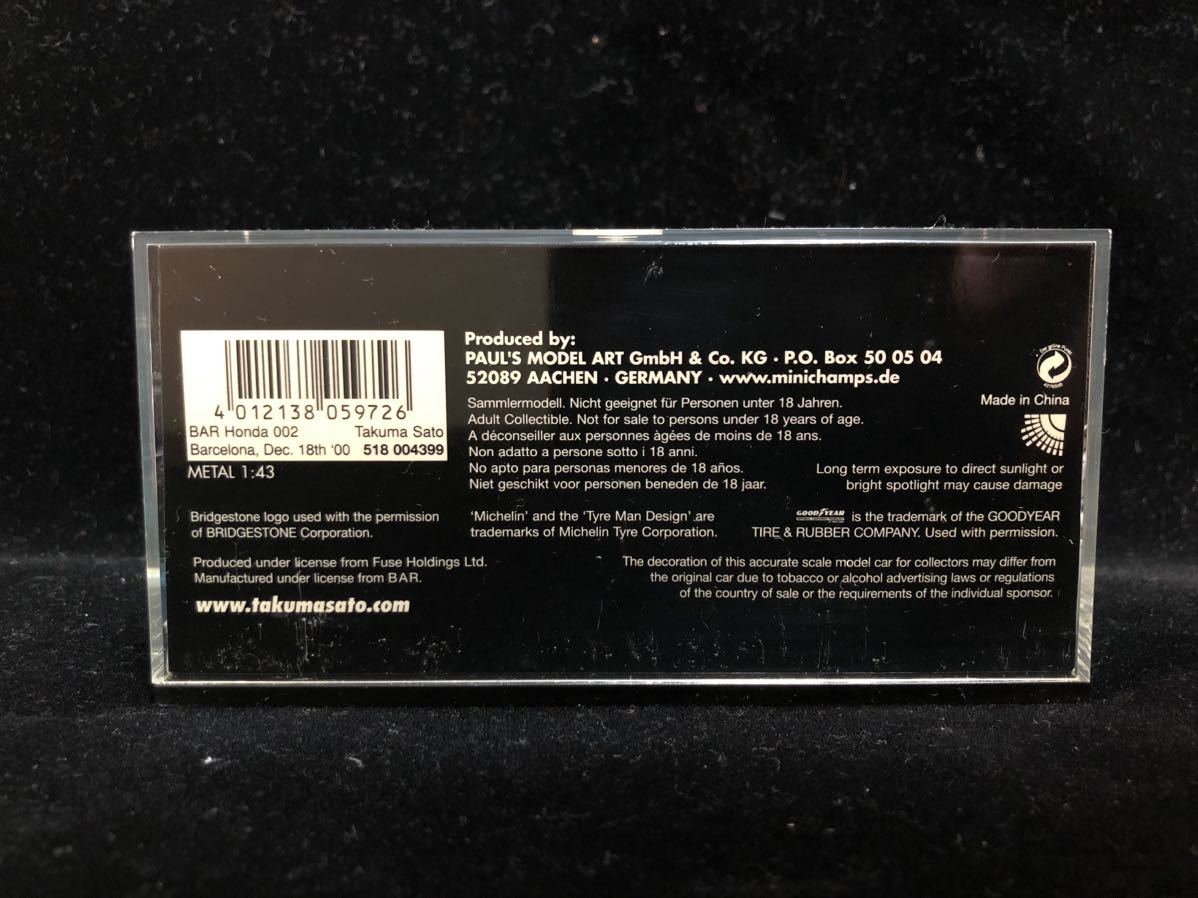 4 012138 059726
BAR Honda 002 Takuma Sato
Barcelona, Dec. 18th '00 518 004399
METAL 1:43
Produced by:
PAUL'S MODEL ART GmbH & Co. KG · P.O. Box 50 05 04
52089 AACHEN · GERMANY · www.minichamps.de
Sammlermodell. Nicht geeignet für Personen unter 18 Jahren.
Adult Collectible. Not for sale to persons under 18 years of age.
A déconseiller aux personnes àgées de moins de 18 ans.
Non adatto a persone sotto i 18 anni.
No apto para personas menores de 18 años.
Niet geschikt voor personen beneden de 18 jaar.
Der grüne Punkt
Made in China
Long term exposure to direct sunlight or
bright spotlight may cause damage
Bridgestone logo used with the permission
of BRIDGESTONE Corporation.
'Michelin' and the 'Tyre Man Design' are
trademarks of Michelin Tyre Corporation.
GOODYEAR is the trademark of the GOODYEAR
TIRE & RUBBER COMPANY. Used with permission.
Produced under license from Fuse Holdings Ltd.
Manufactured under license from BAR.
The decoration of this accurate scale model car for collectors may differ from
the original car due to tobacco or alcohol advertising laws or regulations
of the country of sale or the requirements of the individual sponsor.
www.takumasato.com